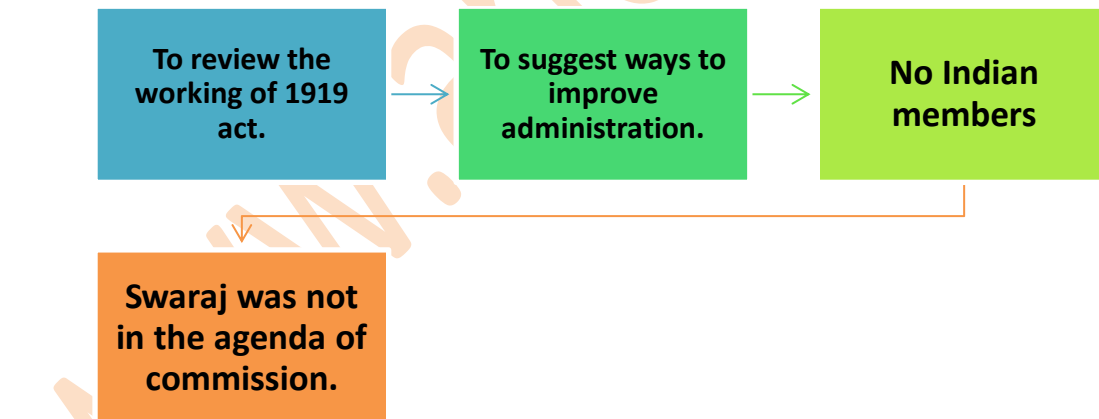 To review the
working of 1919
act.
To suggest ways to
improve
administration.
No Indian
members
Swaraj was not
in the agenda of
commission.